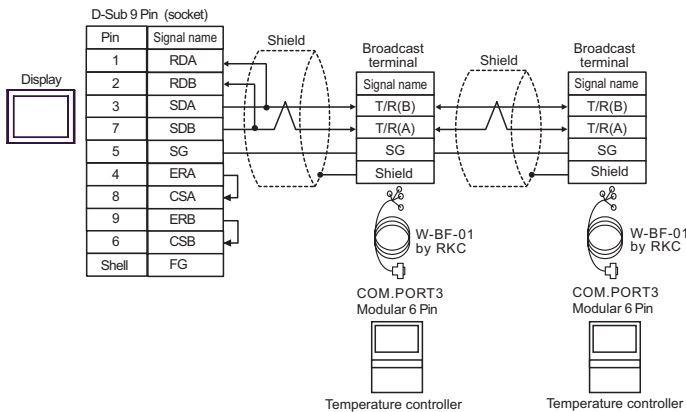 D-Sub 9 Pin (socket)
Pin Signal name
1 RDA
2 RDB
3 SDA
7 SDB
5 SG
4 ERA
8 CSA
9 ERB
6 CSB
Shell FG
Display
Shield
Broadcast
terminal
Signal name
T/R(B)
T/R(A)
SG
Shield
W-BF-01
by RKC
COM.PORT3
Modular 6 Pin
Temperature controller
Shield
Broadcast
terminal
Signal name
T/R(B)
T/R(A)
SG
Shield
W-BF-01
by RKC
COM.PORT3
Modular 6 Pin
Temperature controller